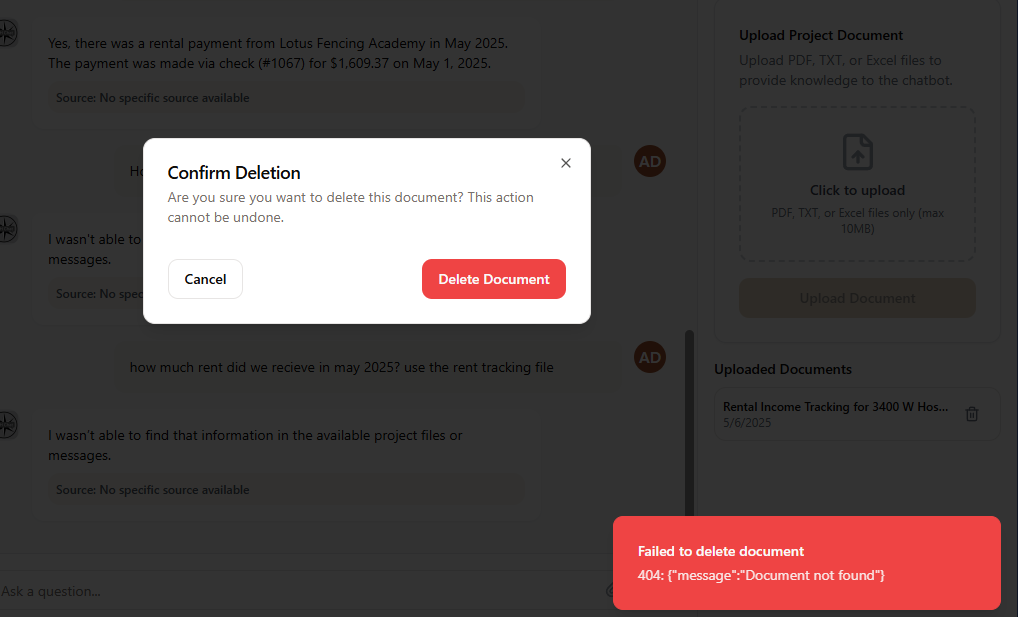 Yes, there was a rental payment from Lotus Fencing Academy in May 2025.
The payment was made via check (#1067) for $1,609.37 on May 1, 2025.
Source: No specific source available
AD
I wasn't able to
messages.
Source: No
how much rent did we recieve in may 2025? use the rent tracking file
AD
I wasn't able to find that information in the available project files or
messages.
Source: No specific source available
Ask a question...
Confirm Deletion
Are you sure you want to delete this document? This action
cannot be undone.
Cancel
Delete Document
Upload Project Document
Upload PDF, TXT, or Excel files to
provide knowledge to the chatbot.
Click to upload
PDF, TXT, or Excel files only (max
10MB)
Upload Document
Uploaded Documents
Rental Income Tracking for 3400 W Hos...
5/6/2025
Failed to delete document
404: {"message":"Document not found"}